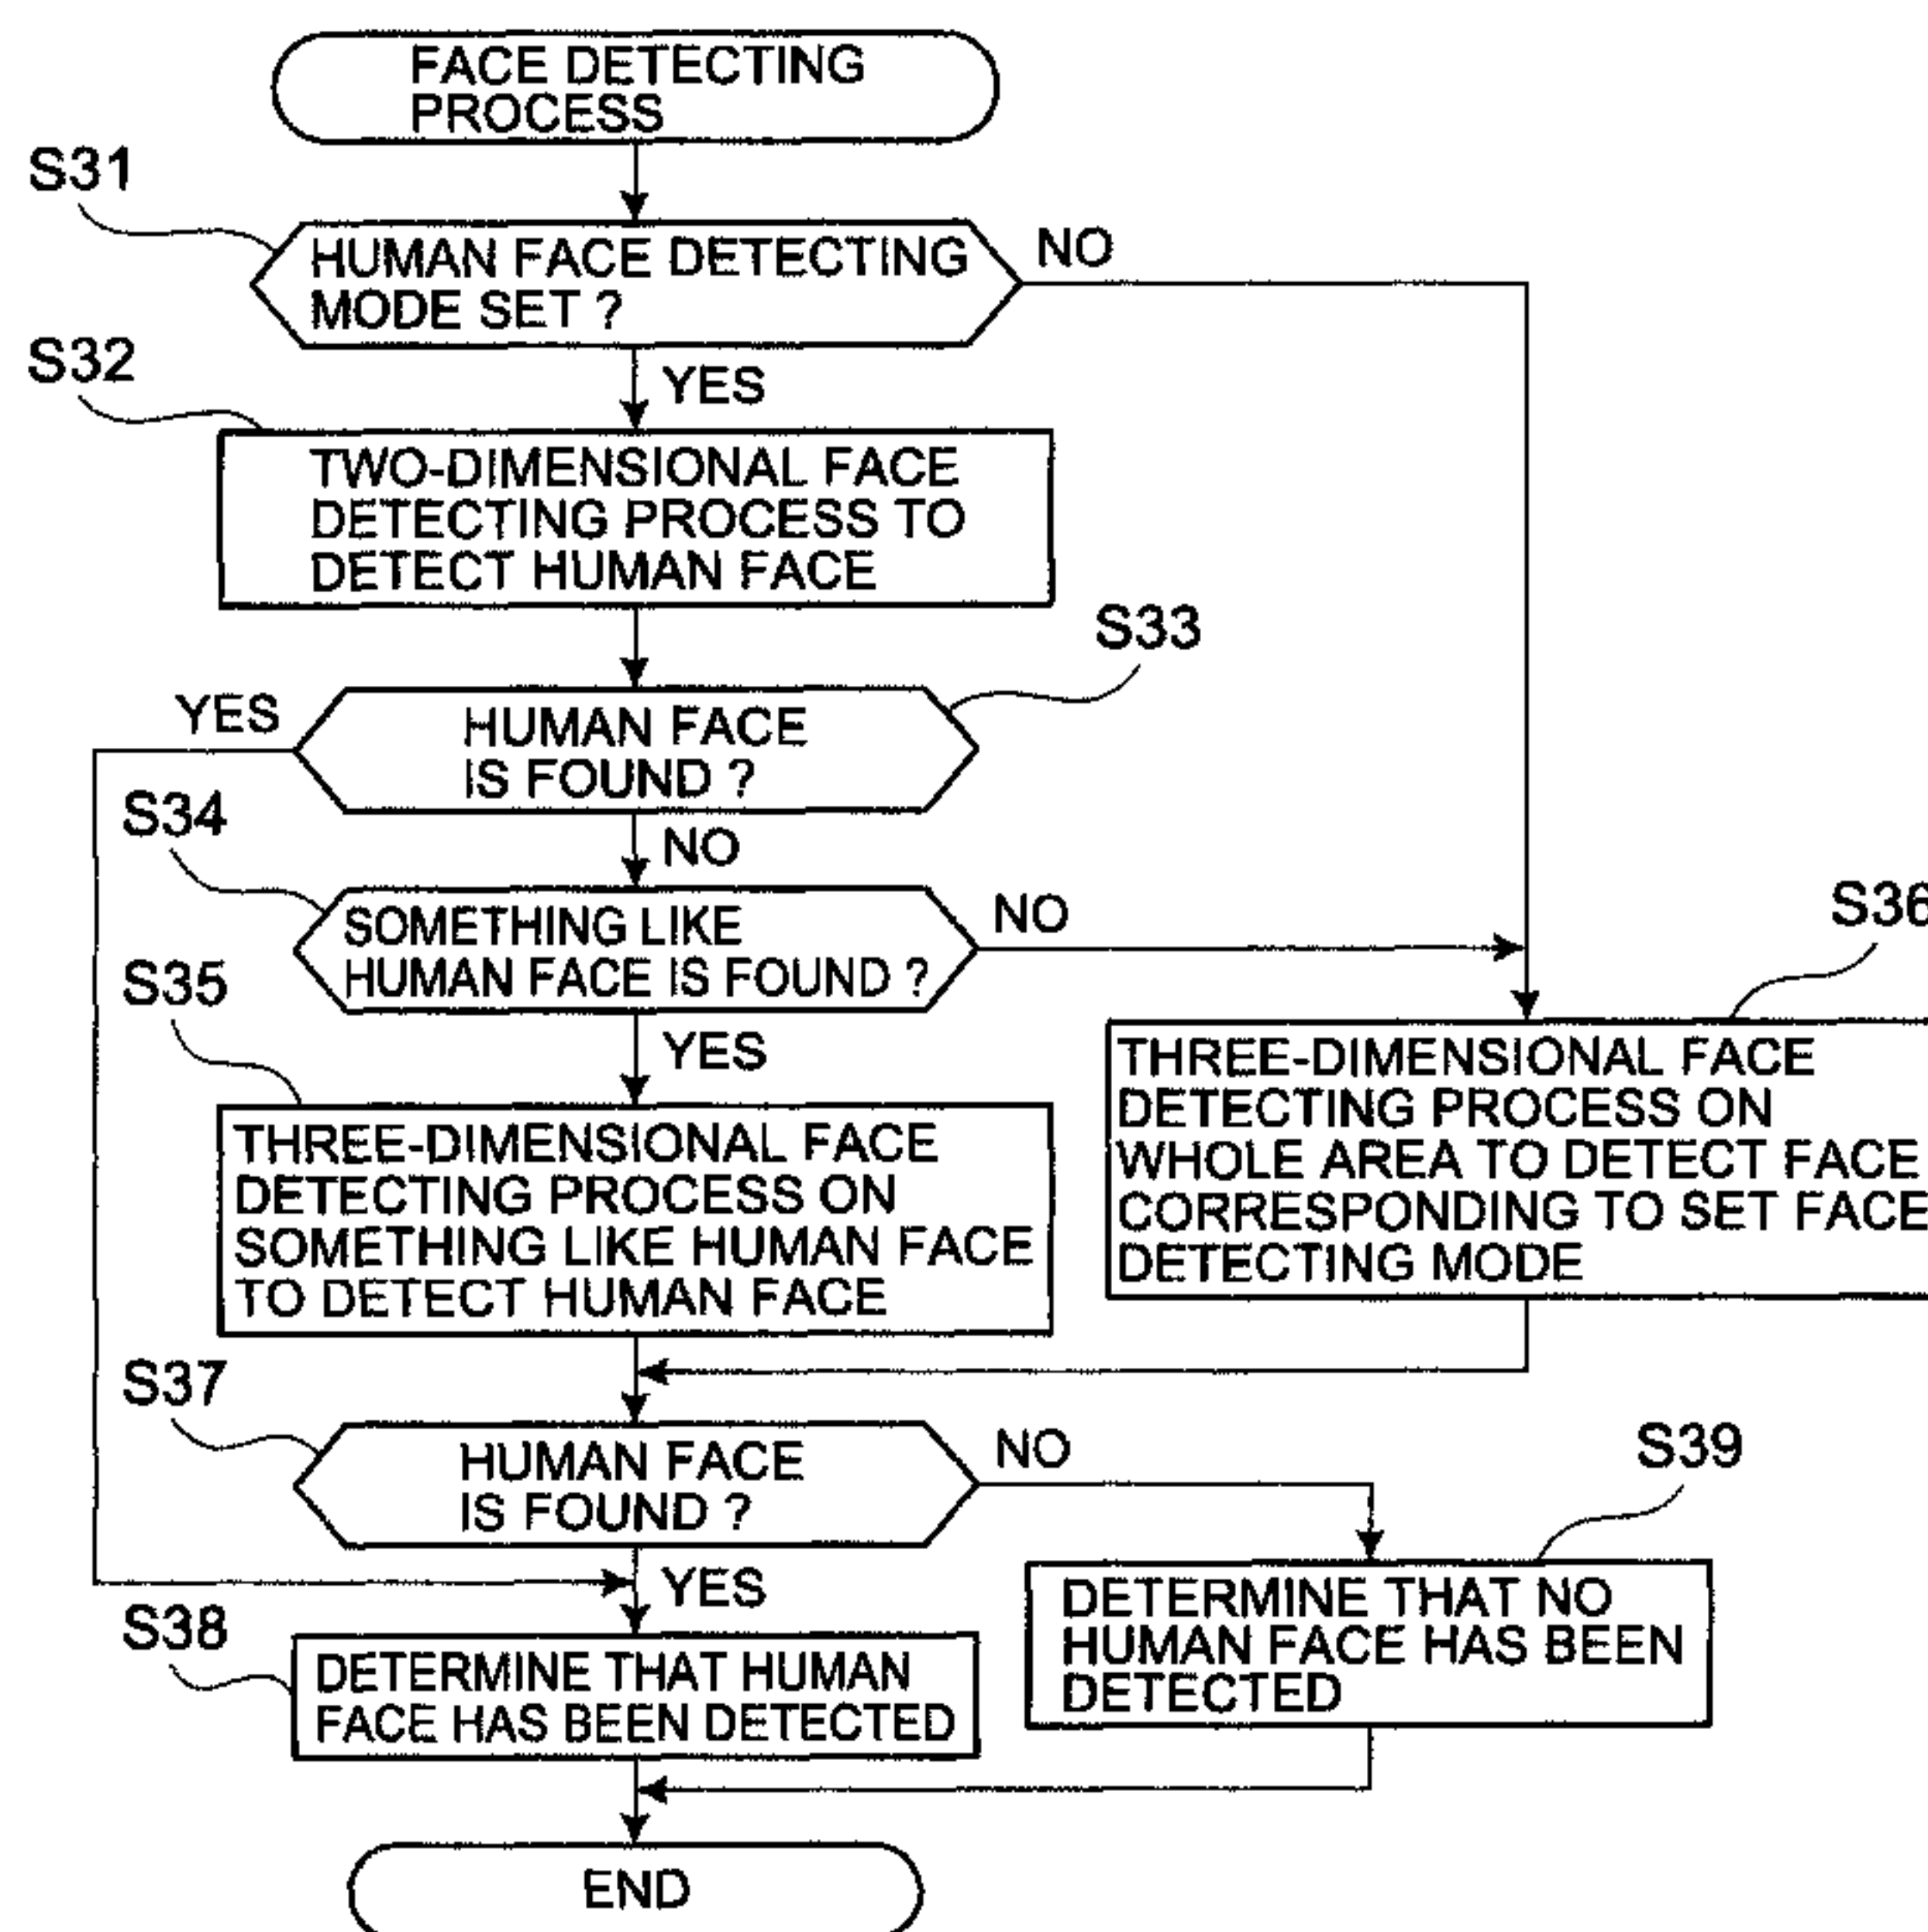 FACE DETECTING
PROCESS
S31
HUMAN FACE DETECTING
MODE SET ?
NO
S32
YES
TWO-DIMENSIONAL FACE
DETECTING PROCESS TO
DETECT HUMAN FACE
S33
YES
HUMAN FACE
IS FOUND ?
S34
NO
SOMETHING LIKE
HUMAN FACE IS FOUND ?
NO
S36
S35
YES
THREE-DIMENSIONAL FACE
DETECTING PROCESS ON
SOMETHING LIKE HUMAN FACE
TO DETECT HUMAN FACE
THREE-DIMENSIONAL FACE
DETECTING PROCESS ON
WHOLE AREA TO DETECT FACE
CORRESPONDING TO SET FACE
DETECTING MODE
S37
HUMAN FACE
IS FOUND ?
NO
S39
YES
S38
DETERMINE THAT HUMAN
FACE HAS BEEN DETECTED
DETERMINE THAT NO
HUMAN FACE HAS BEEN
DETECTED
END